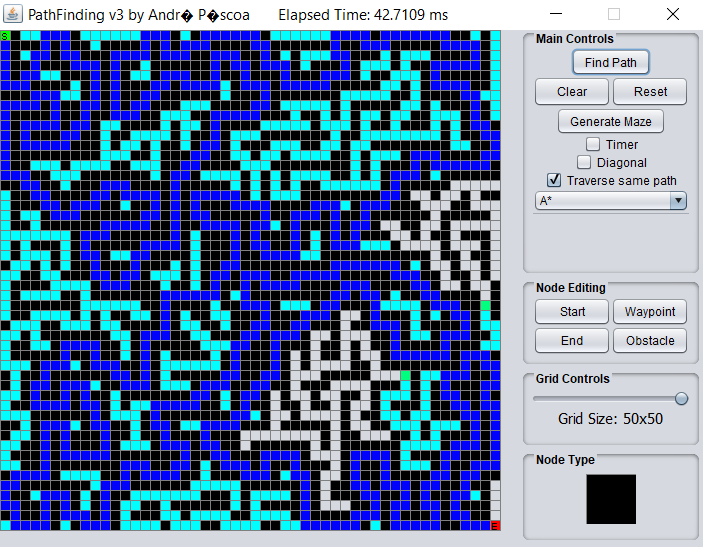 PathFinding v3 by Andr� P�scoa Elapsed Time: 42.7109 ms
S
E
Main Controls
Find Path
Clear Reset
Generate Maze
Timer
Diagonal
Traverse same path
A*
Node Editing
Start Waypoint
End Obstacle
Grid Controls
Grid Size: 50x50
Node Type